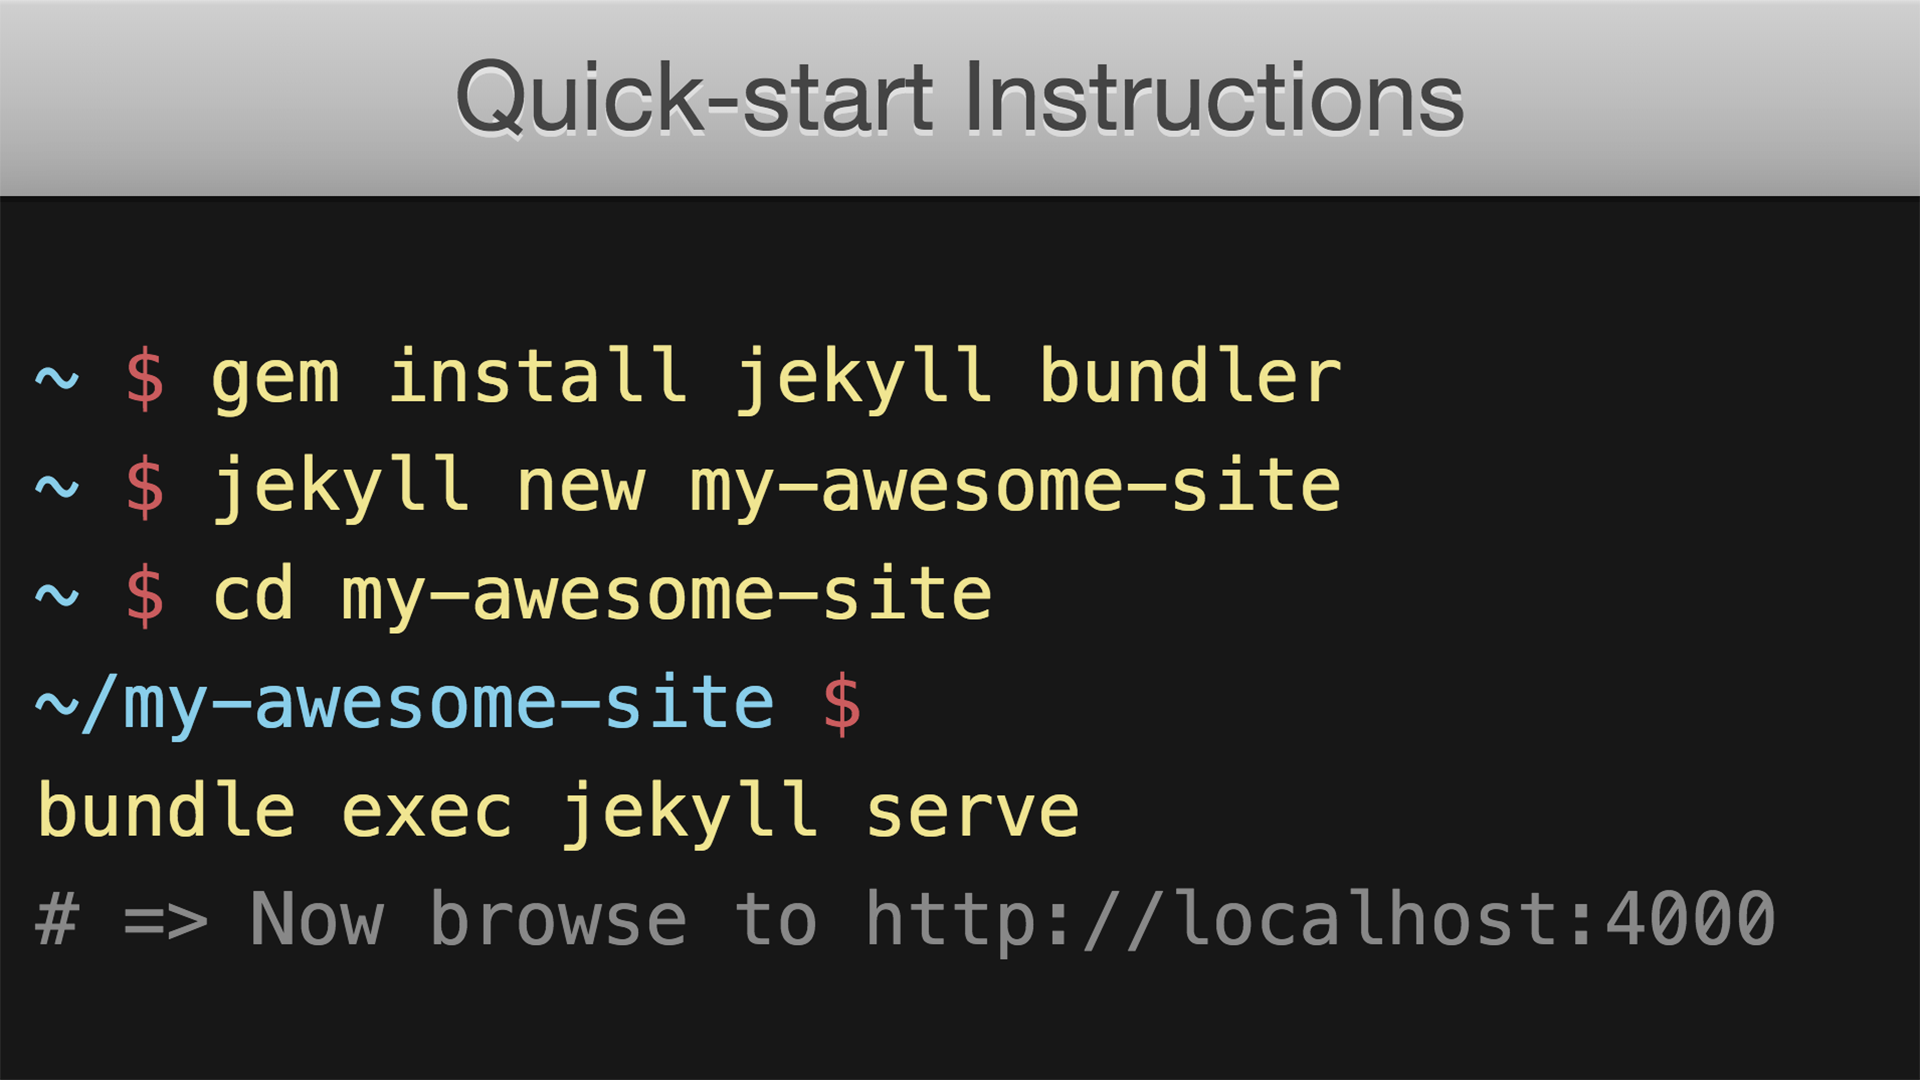 Quick-start Instructions
~ $ gem install jekyll bundler
~ $ jekyll new my-awesome-site
~ $ cd my-awesome-site
~/my-awesome-site $
bundle exec jekyll serve
# => Now browse to http://localhost:4000